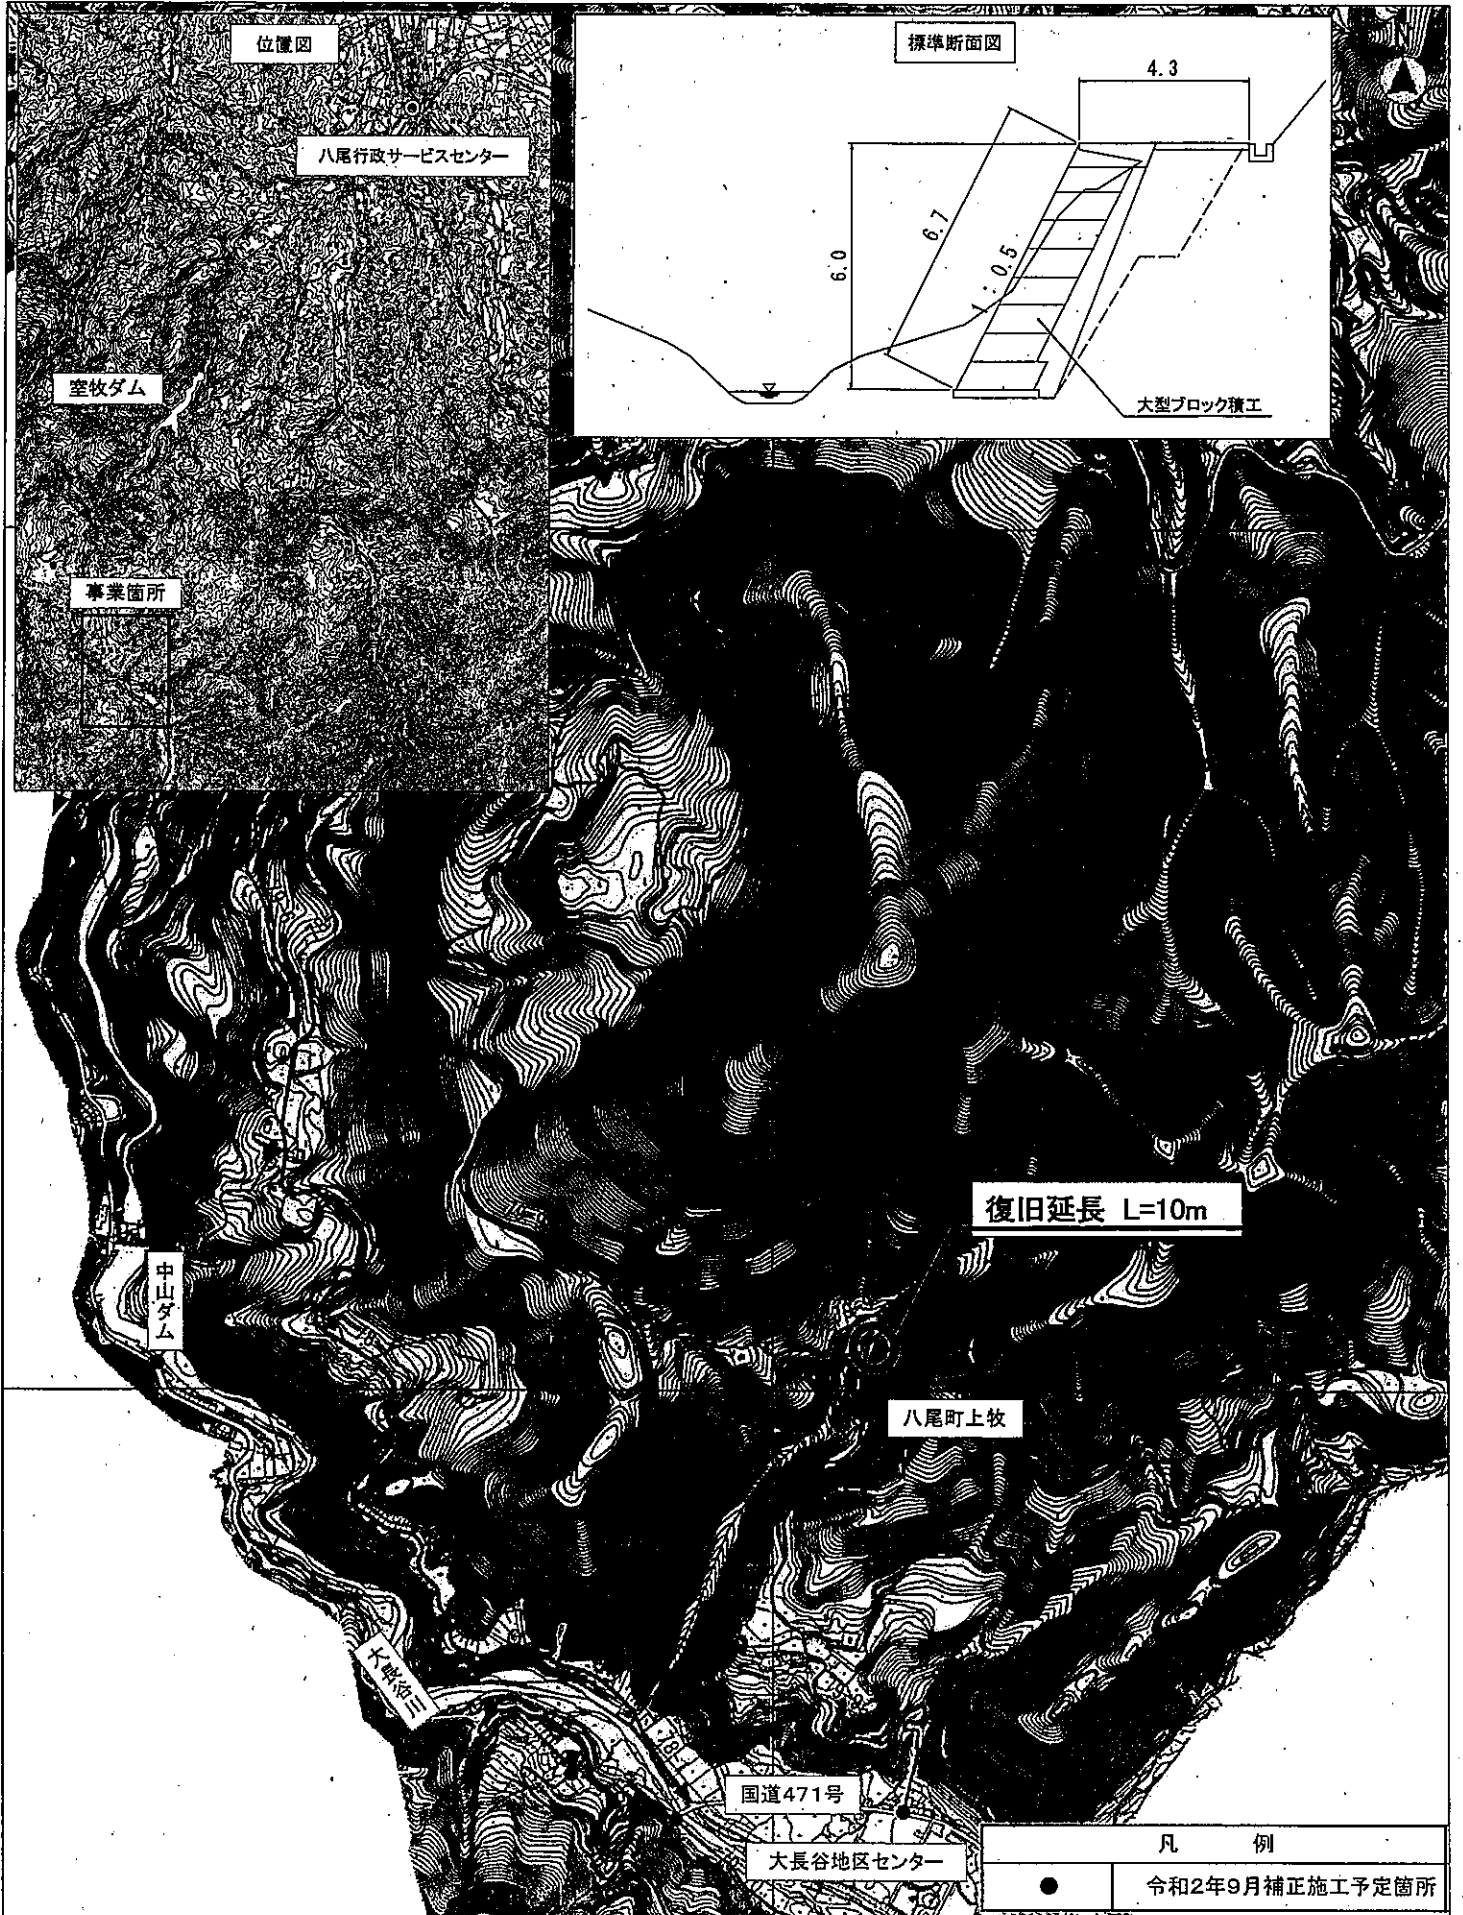 位置図
八尾行政サービスセンター
室牧ダム
事業箇所
標準断面図
N
4.3
6.7
6.0
1:0.5
大型ブロック積工
復旧延長 L=10m
中山ダム
八尾町上牧
大長谷川
国道471号
大長谷地区センター
凡 例
● 令和2年9月補正施工予定箇所